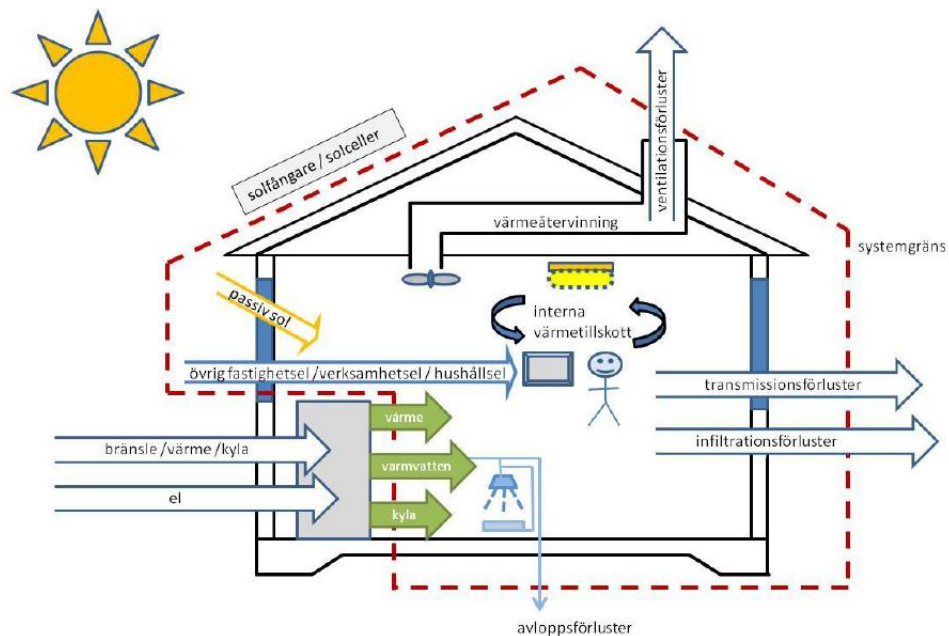 solfångare / solceller
ventilationsförluster
värmeåtervinning
systemgräns
passiv sol
interna
värmetillskott
övrig fastighetsel /verksamhetsel / hushållsel
transmissionsförluster
värme
bränsle /värme /kyla
infiltrationsförluster
varmvatten
el
kyla
avloppsförluster